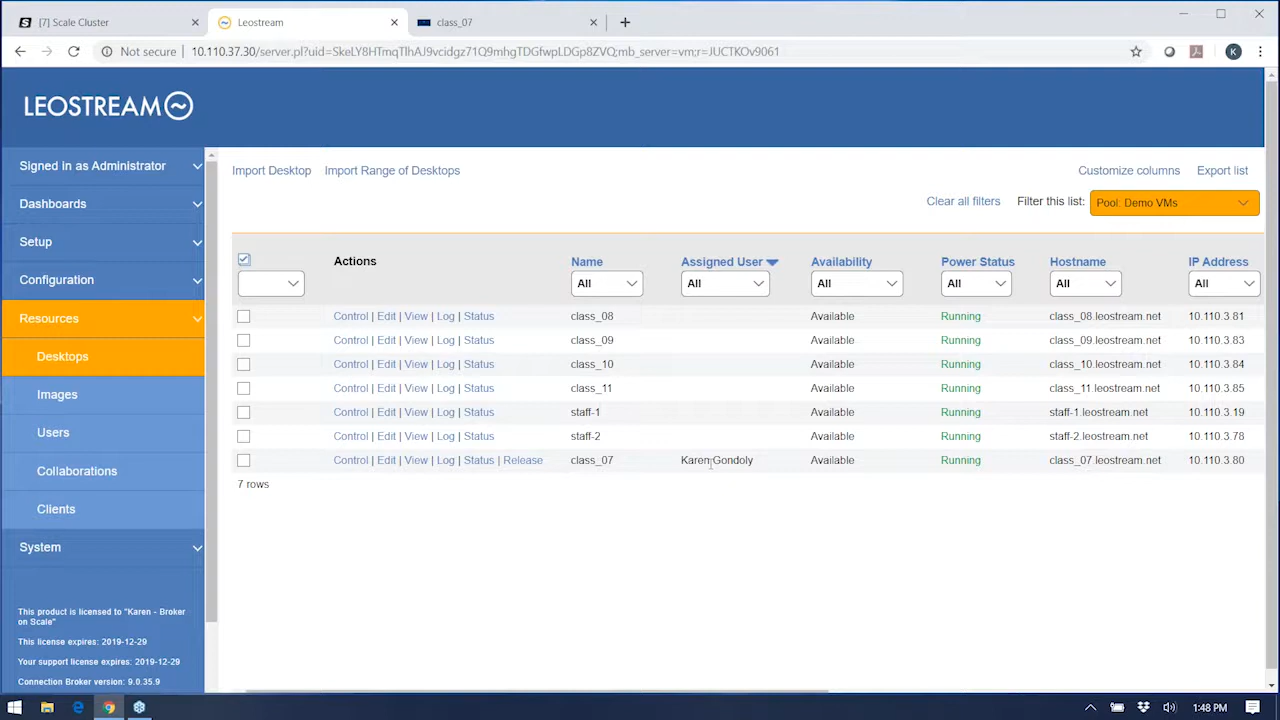 [7] Scale Cluster
Leostream
class_07
Not secure | 10.110.37.30/server.pl?uid=SkeLY8HTmqTlhAJ9vcidgz71Q9mhgTDGfwpLDGp8ZVQ;mb_server=vm;r=JUCTKOv9061
K
LEOSTREAM
Signed in as Administrator
Dashboards
Setup
Configuration
Resources
Desktops
Images
Users
Collaborations
Clients
System
This product is licensed to "Karen - Broker
on Scale"
This license expires: 2019-12-29
Your support license expires: 2019-12-29
Connection Broker version: 9.0.35.9
Import Desktop Import Range of Desktops Customize columns Export list
Clear all filters Filter this list: Pool: Demo VMs
Actions Name Assigned User Availability Power Status Hostname IP Address
All All All All All All
Control | Edit | View | Log | Status class_08 Available Running class_08.leostream.net 10.110.3.81
Control | Edit | View | Log | Status class_09 Available Running class_09.leostream.net 10.110.3.83
Control | Edit | View | Log | Status class_10 Available Running class_10.leostream.net 10.110.3.84
Control | Edit | View | Log | Status class_11 Available Running class_11.leostream.net 10.110.3.85
Control | Edit | View | Log | Status staff-1 Available Running staff-1.leostream.net 10.110.3.19
Control | Edit | View | Log | Status staff-2 Available Running staff-2.leostream.net 10.110.3.78
Control | Edit | View | Log | Status | Release class_07 Karen Gondoly Available Running class_07.leostream.net 10.110.3.80
7 rows
1:48 PM